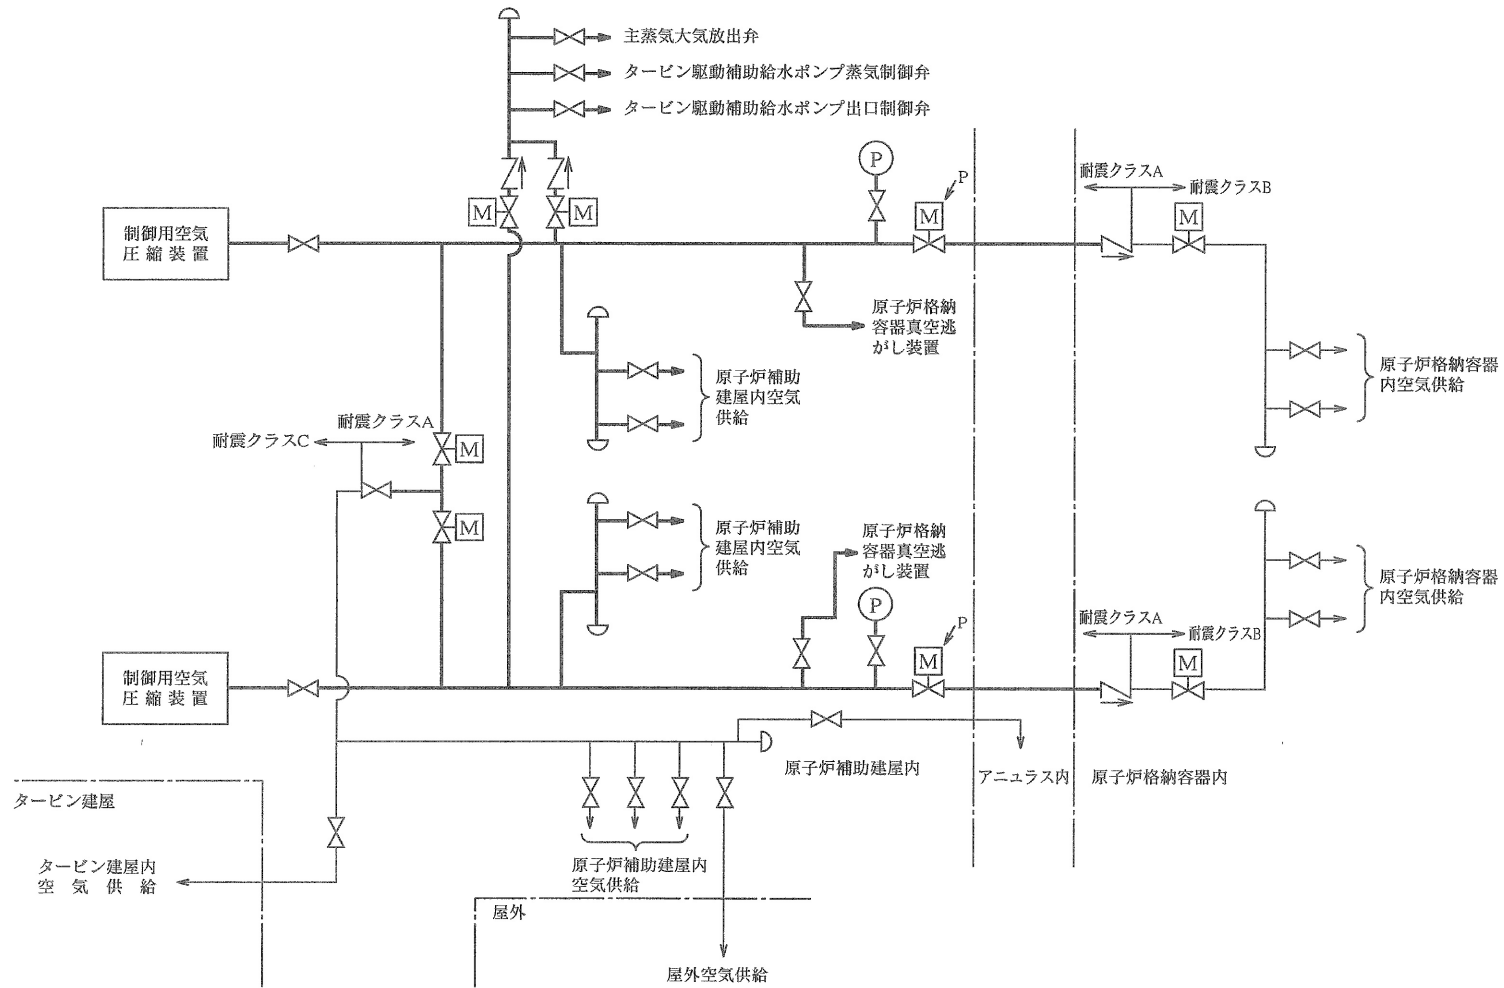 主蒸気大気放出弁
タービン駆動補助給水ポンプ蒸気制御弁
タービン駆動補助給水ポンプ出口制御弁
P
P
耐震クラスA
耐震クラスB
M
M
M
M
制御用空気
圧縮装置
原子炉格納
容器真空逃
がし装置
原子炉補助
建屋内空気
供給
原子炉格納容器
内空気供給
耐震クラスA
耐震クラスC
M
M
原子炉補助
建屋内空気
供給
原子炉格納
容器真空逃
がし装置
原子炉格納容器
内空気供給
P
P
耐震クラスA
耐震クラスB
M
M
制御用空気
圧縮装置
原子炉補助建屋内
アニュラス内
原子炉格納容器内
タービン建屋
タービン建屋内
空気供給
原子炉補助建屋内
空気供給
屋外
屋外空気供給